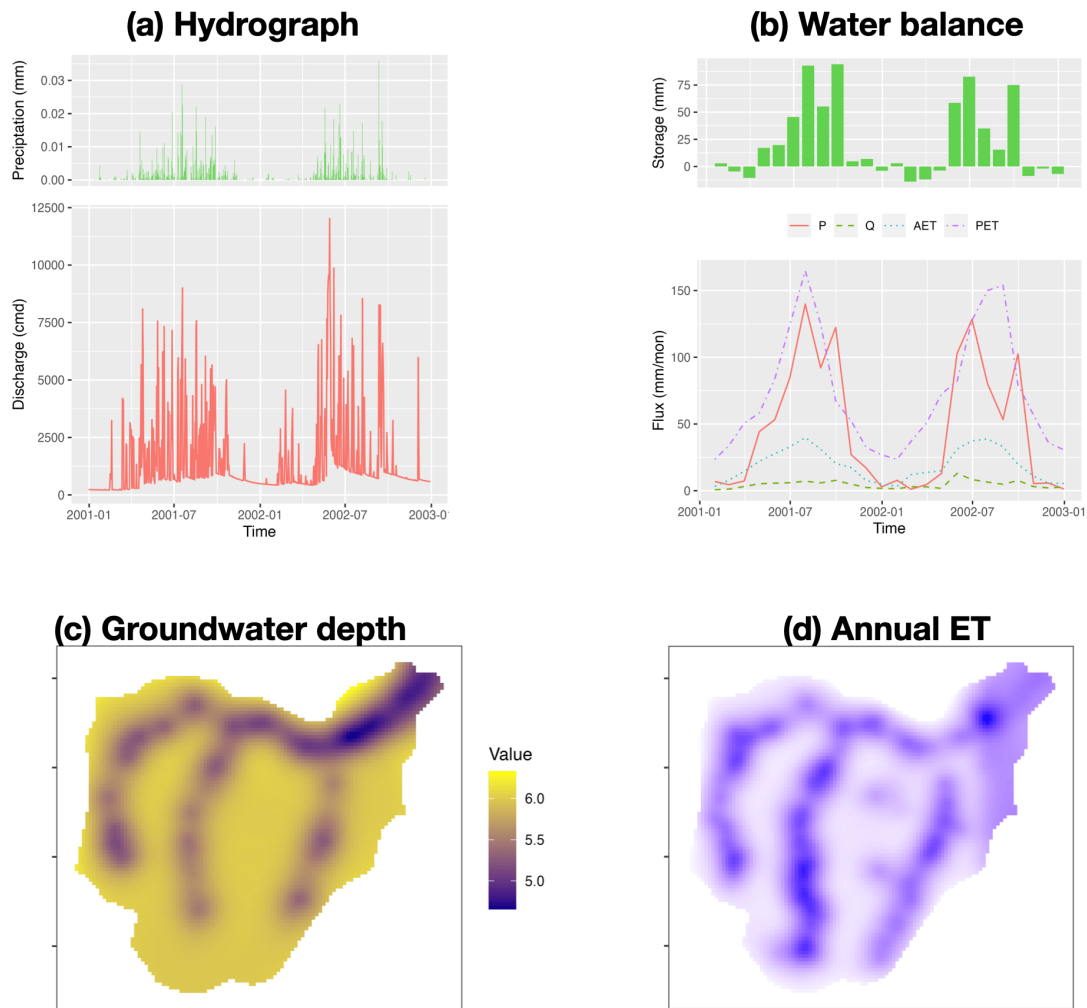 (a) Hydrograph
Preciptation (mm)
0.03
0.02
0.01
0.00
Discharge (cmd)
12500
10000
7500
5000
2500
0
2001-01 2001-07 2002-01 2002-07 2003-01
Time
(b) Water balance
Storage (mm)
75
50
25
0
P Q AET PET
Flux (mm/mon)
150
100
50
0
2001-01 2001-07 2002-01 2002-07 2003-01
Time
(c) Groundwater depth
Value
6.0
5.5
5.0
(d) Annual ET